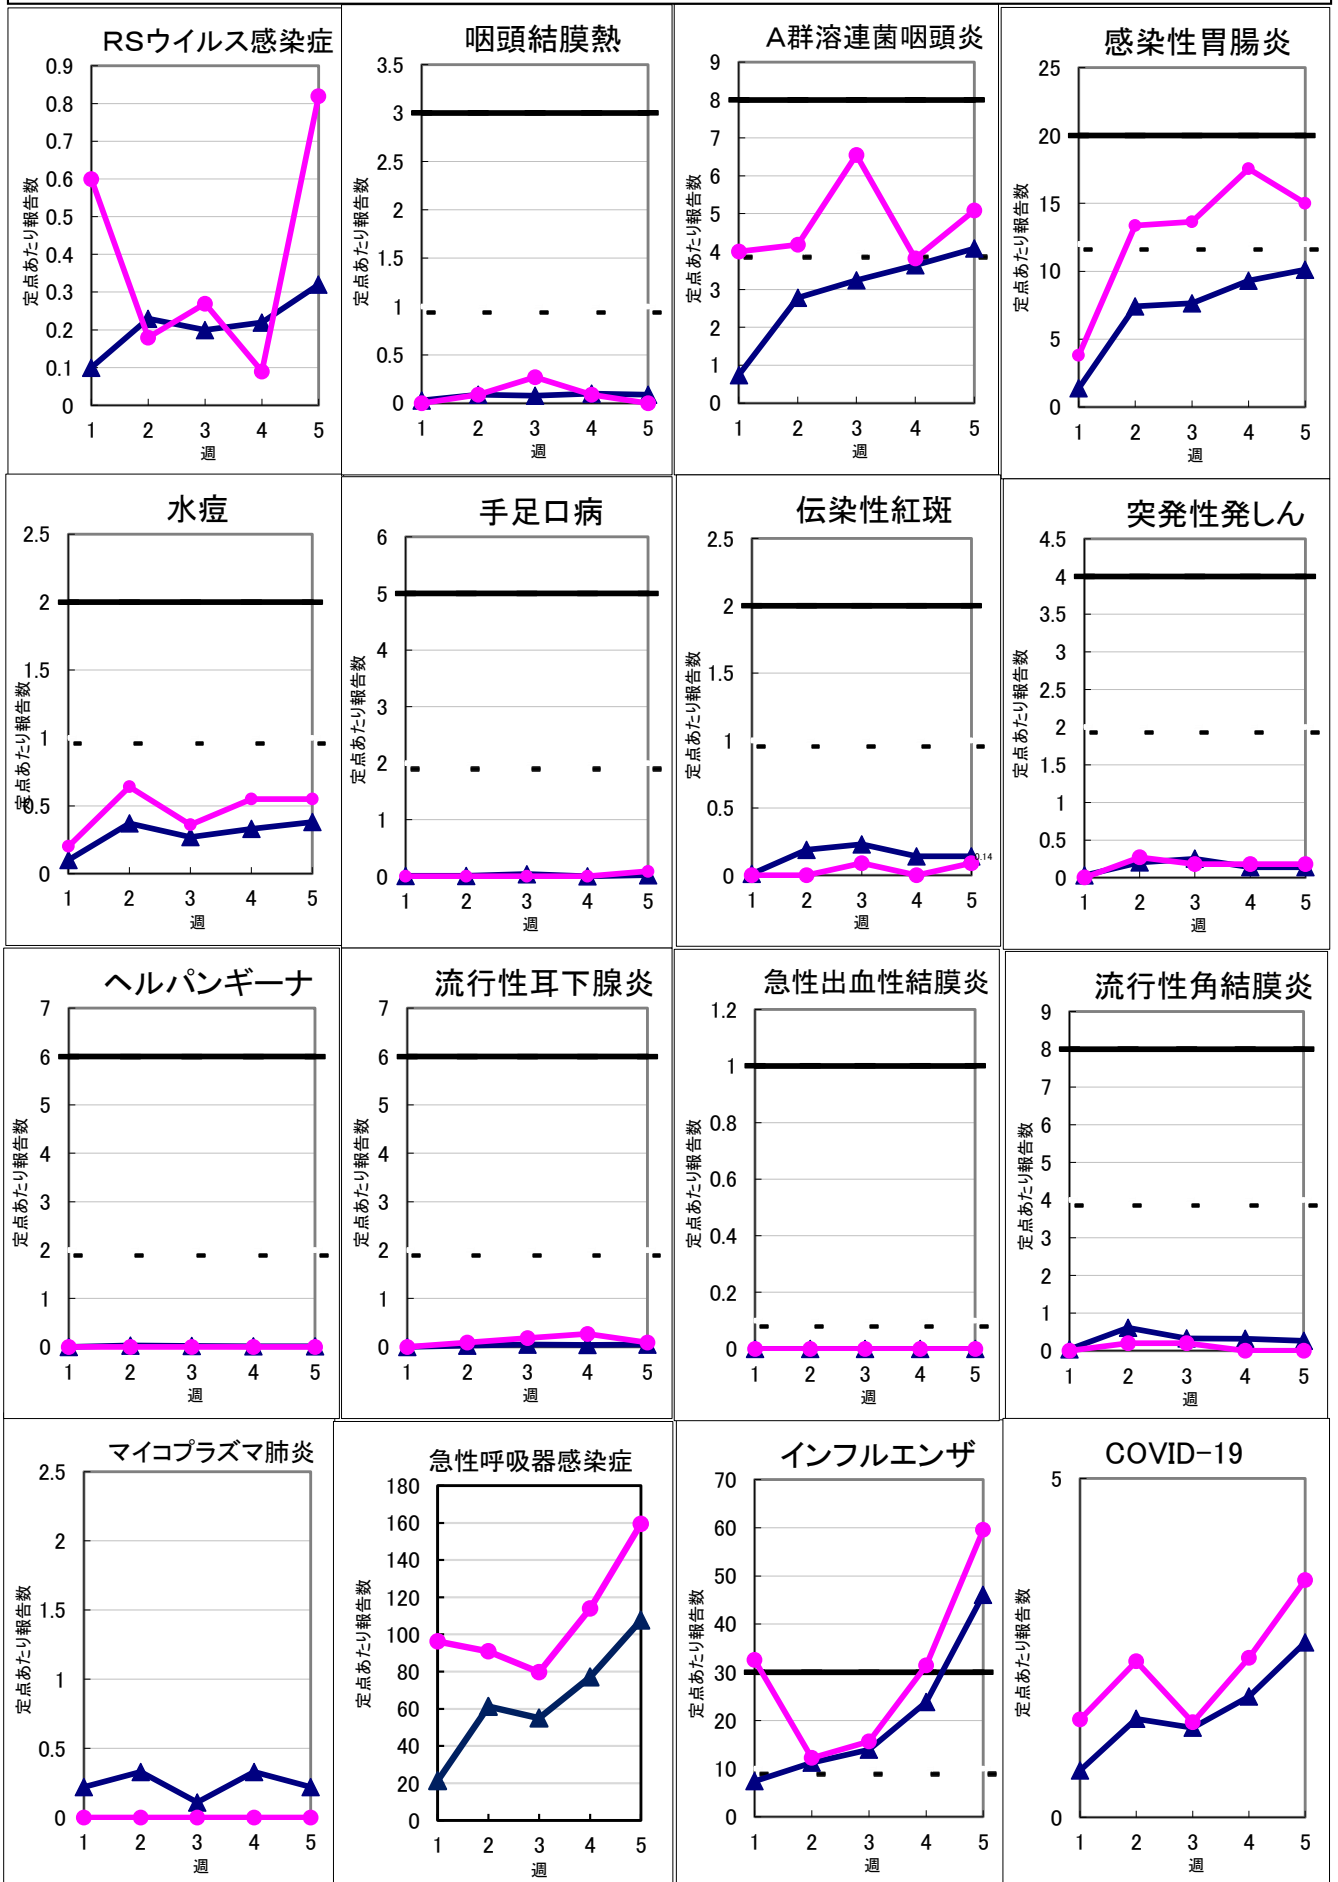 RSウイルス感染症
定点あたり報告数
0.9
0.8
0.7
0.6
0.5
0.4
0.3
0.2
0.1
0
1 2 3 4 5
週
咽頭結膜熱
定点あたり報告数
3.5
3
2.5
2
1.5
1
0.5
0
1 2 3 4 5
週
A群溶連菌咽頭炎
定点あたり報告数
9
8
7
6
5
4
3
2
1
0
1 2 3 4 5
週
感染性胃腸炎
定点あたり報告数
25
20
15
10
5
0
1 2 3 4 5
週
水痘
定点あたり報告数
2.5
2
1.5
1
0.5
0
1 2 3 4 5
週
手足口病
定点あたり報告数
6
5
4
3
2
1
0
1 2 3 4 5
週
伝染性紅斑
定点あたり報告数
2.5
2
1.5
1
0.5
0
0.14
1 2 3 4 5
週
突発性発しん
定点あたり報告数
4.5
4
3.5
3
2.5
2
1.5
1
0.5
0
1 2 3 4 5
週
ヘルパンギーナ
定点あたり報告数
7
6
5
4
3
2
1
0
1 2 3 4 5
週
流行性耳下腺炎
定点あたり報告数
7
6
5
4
3
2
1
0
1 2 3 4 5
週
急性出血性結膜炎
定点あたり報告数
1.2
1
0.8
0.6
0.4
0.2
0
1 2 3 4 5
週
流行性角結膜炎
定点あたり報告数
9
8
7
6
5
4
3
2
1
0
1 2 3 4 5
週
マイコプラズマ肺炎
定点あたり報告数
2.5
2
1.5
1
0.5
0
1 2 3 4 5
週
急性呼吸器感染症
定点あたり報告数
180
160
140
120
100
80
60
40
20
0
1 2 3 4 5
週
インフルエンザ
定点あたり報告数
70
60
50
40
30
20
10
0
1 2 3 4 5
週
COVID-19
定点あたり報告数
5
0
1 2 3 4 5
週